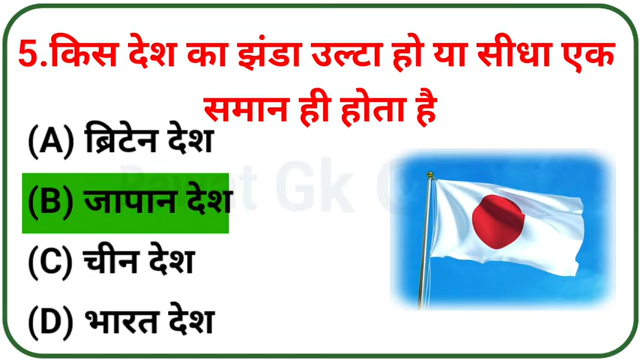 5.किस देश का झंडा उल्टा हो या सीधा एक
समान ही होता है
(A) ब्रिटेन देश
(B) जापान देश
(C) चीन देश
(D) भारत देश